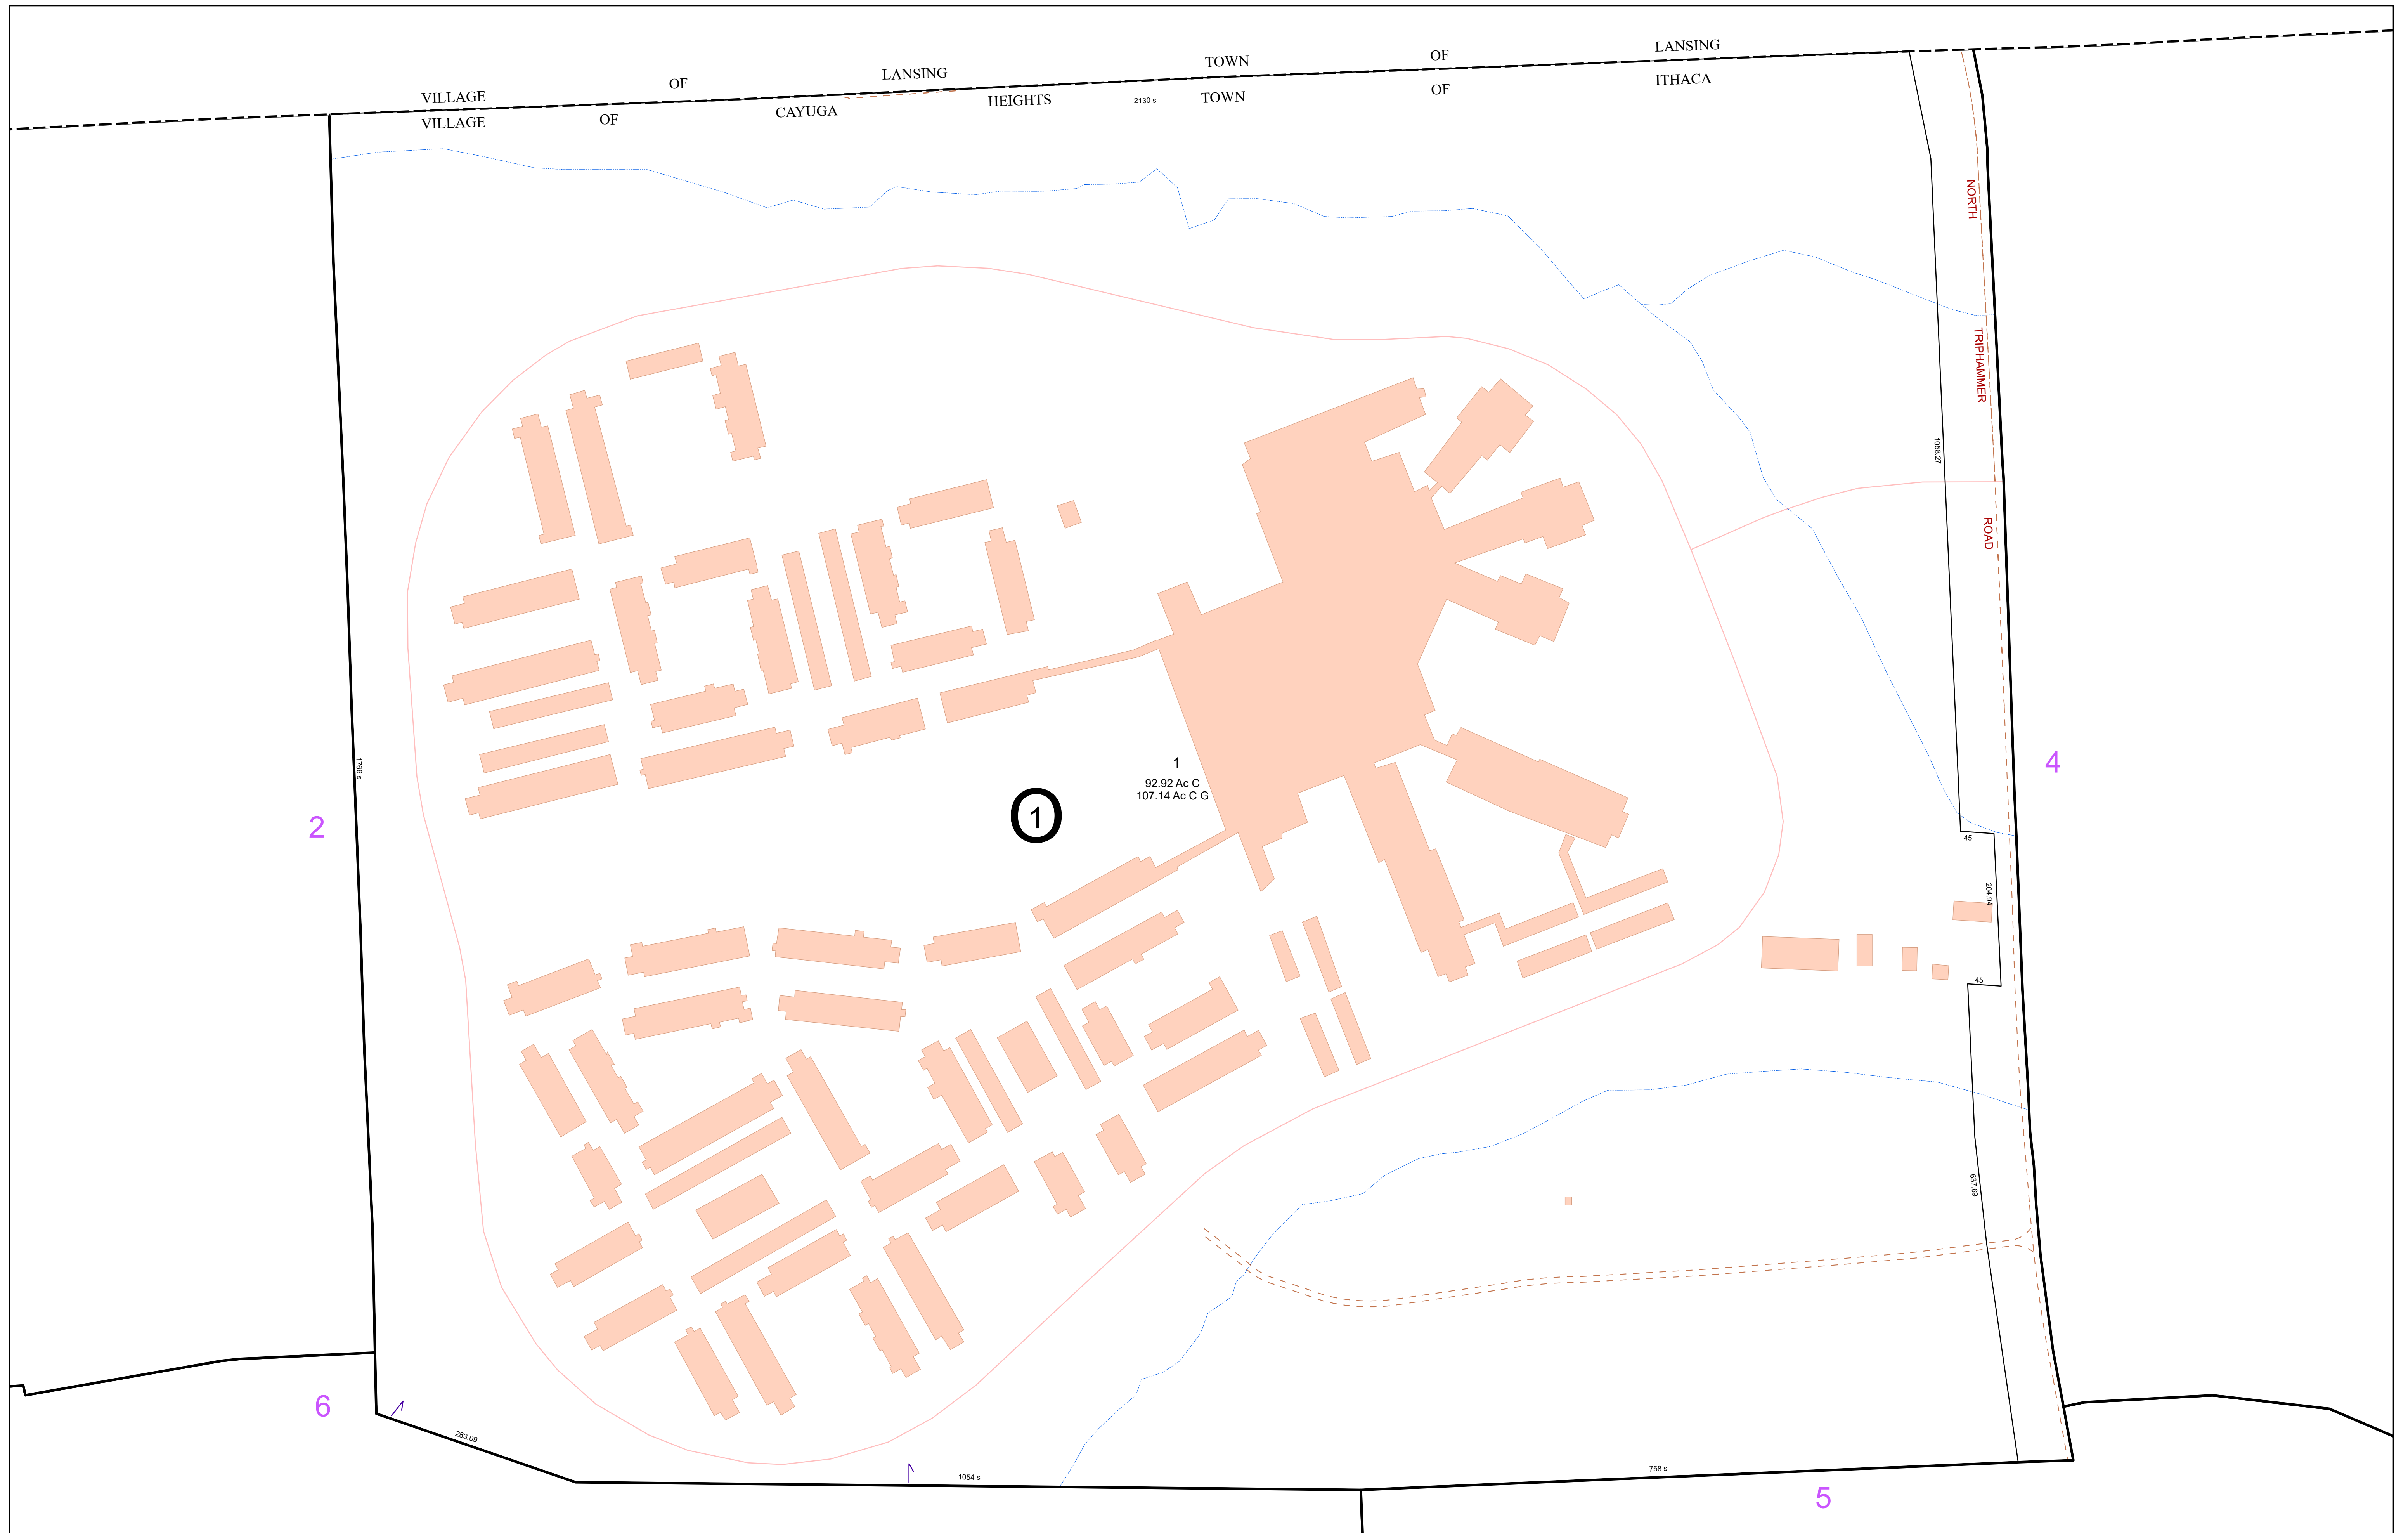 VILLAGE OF LANSING TOWN OF LANSING
VILLAGE OF CAYUGA HEIGHTS 2130 s TOWN OF ITHACA
NORTH TRIPHAMMER ROAD
1058.27
1766 s
2
1
92.92 Ac C
107.14 Ac C G
1
4
45
204.94
45
637.69
6
283.09
1054 s
758 s
5